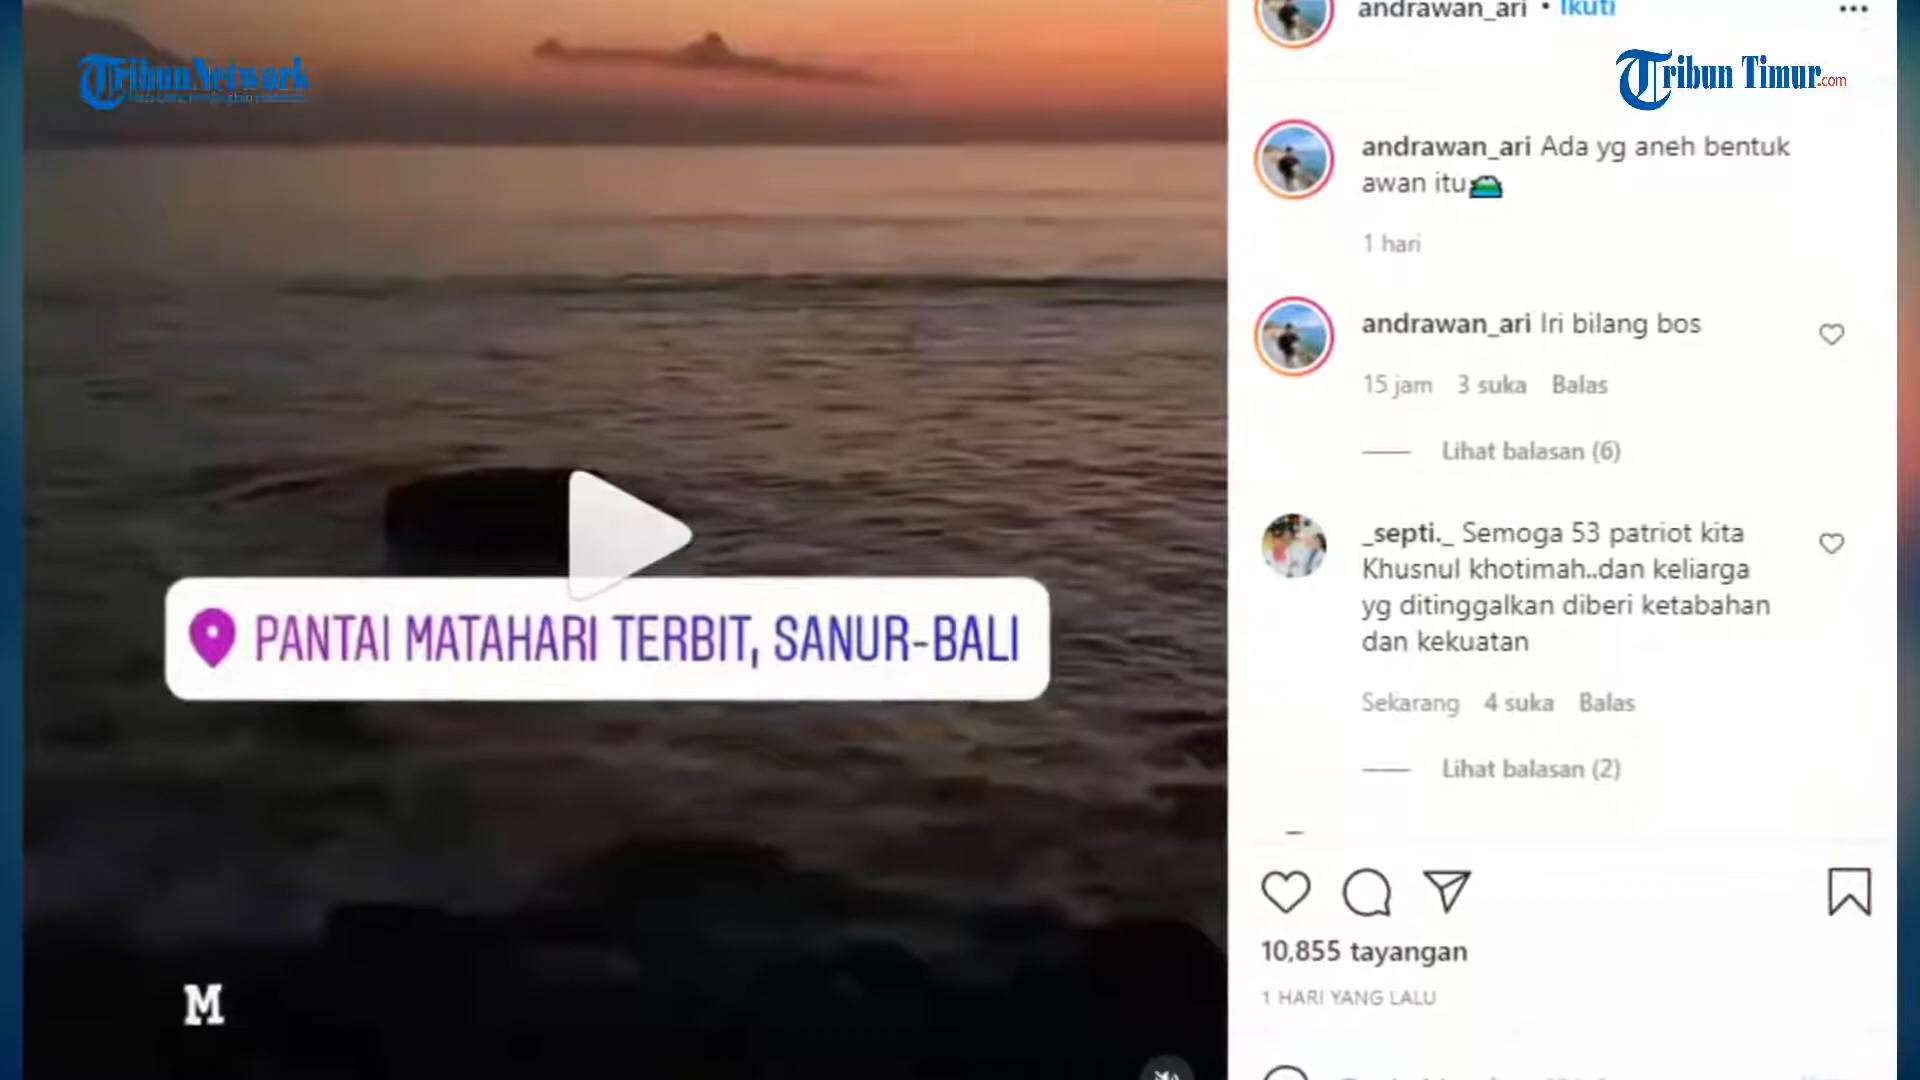 andrawan_ari • Ikuti
TribunNetwork
Tribun Timur.com
andrawan_ari Ada yg aneh bentuk
awan itu
1 hari
andrawan_ari Iri bilang bos
15 jam 3 suka Balas
Lihat balasan (6)
_septi._ Semoga 53 patriot kita
Khusnul khotimah..dan keliarga
yg ditinggalkan diberi ketabahan
dan kekuatan
Sekarang 4 suka Balas
Lihat balasan (2)
PANTAI MATAHARI TERBIT, SANUR-BALI
M
10,855 tayangan
1 HARI YANG LALU